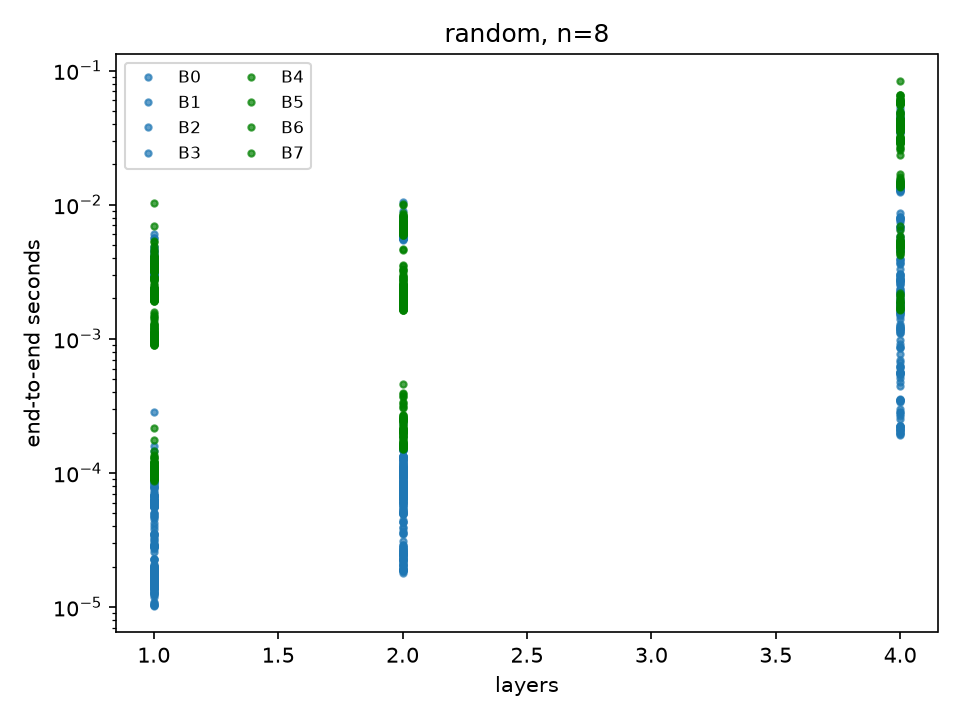 random, n=8
B0
B1
B2
B3
B4
B5
B6
B7
end-to-end seconds
10⁻¹
10⁻²
10⁻³
10⁻⁴
10⁻⁵
1.0 1.5 2.0 2.5 3.0 3.5 4.0
layers